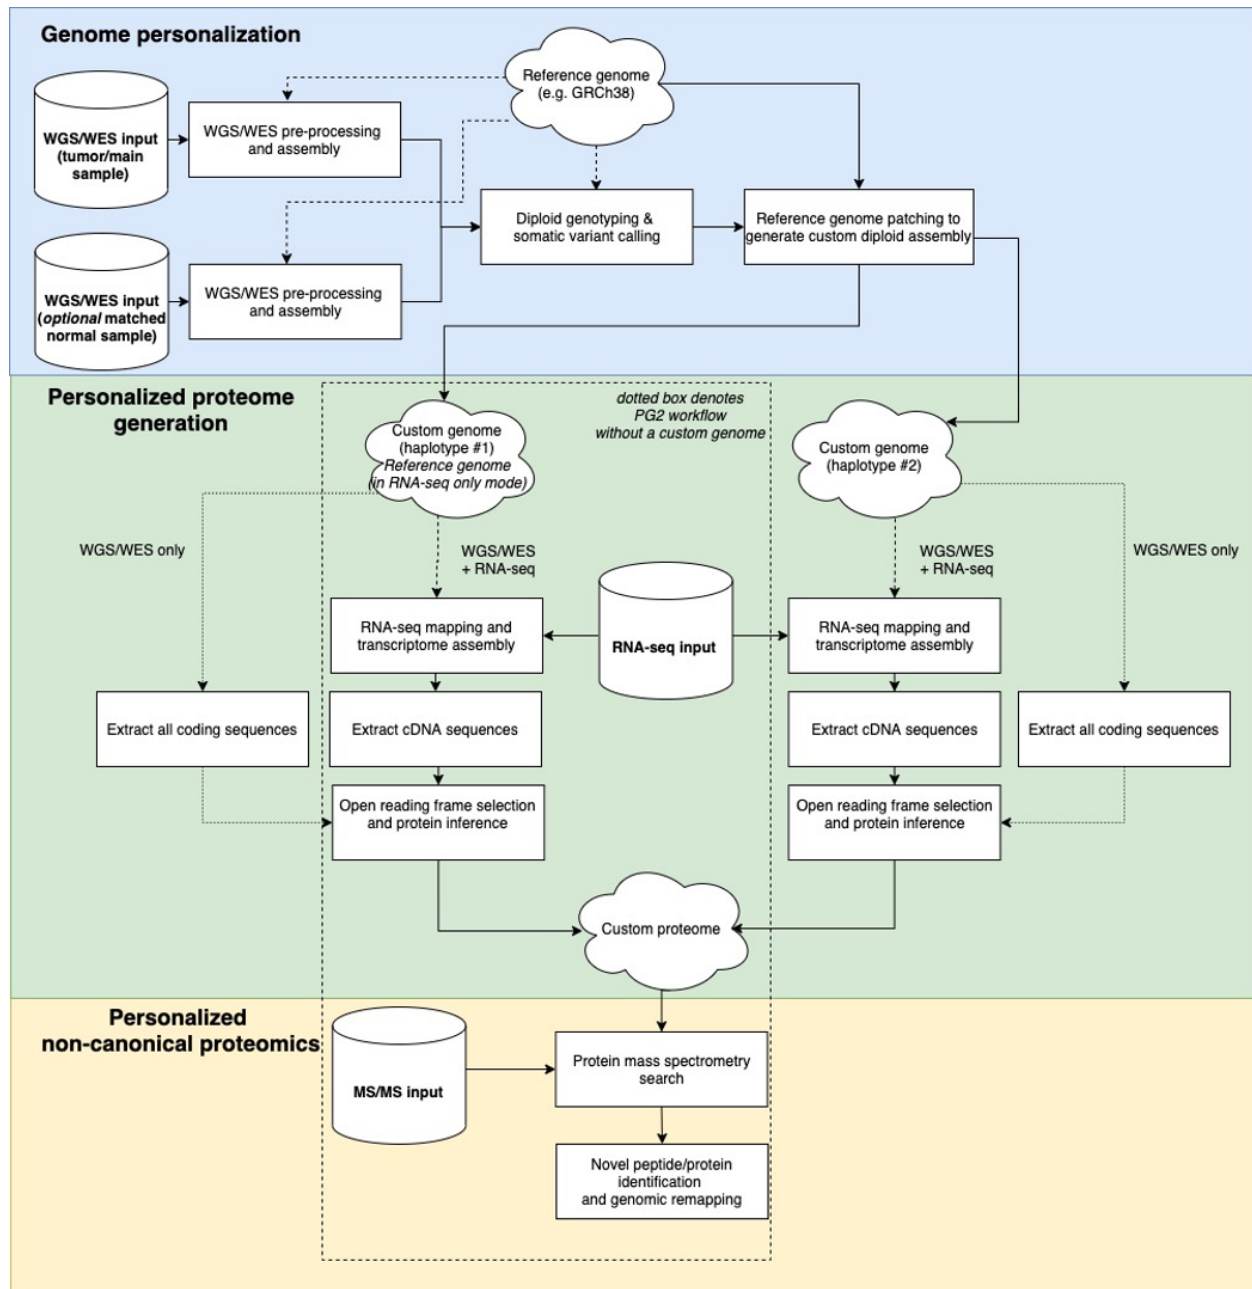 Genome personalization
Reference genome
(e.g. GRCh38)
WGS/WES input
(tumor/main
sample)
WGS/WES pre-processing
and assembly
Diploid genotyping &
somatic variant calling
Reference genome patching to
generate custom diploid assembly
WGS/WES input
(optional matched
normal sample)
WGS/WES pre-processing
and assembly
Personalized proteome
generation
dotted box denotes
PG2 workflow
without a custom genome
Custom genome
(haplotype #1)
Reference genome
(in RNA-seq only mode)
Custom genome
(haplotype #2)
WGS/WES only
WGS/WES
+ RNA-seq
WGS/WES
+ RNA-seq
WGS/WES only
RNA-seq mapping and
transcriptome assembly
RNA-seq input
RNA-seq mapping and
transcriptome assembly
Extract all coding sequences
Extract cDNA sequences
Extract cDNA sequences
Extract all coding sequences
Open reading frame selection
and protein inference
Open reading frame selection
and protein inference
Custom proteome
Personalized
non-canonical proteomics
MS/MS input
Protein mass spectrometry
search
Novel peptide/protein
identification
and genomic remapping